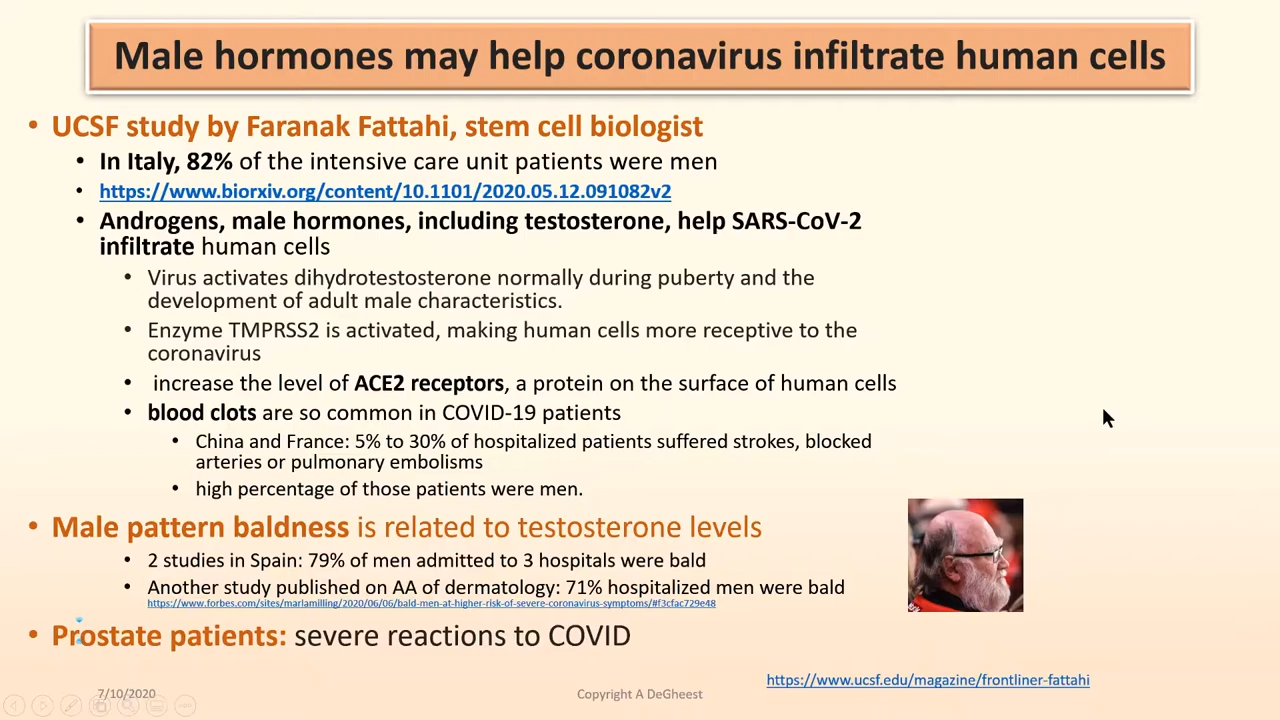 Male hormones may help coronavirus infiltrate human cells
• UCSF study by Faranak Fattahi, stem cell biologist
• In Italy, 82% of the intensive care unit patients were men
• https://www.biorxiv.org/content/10.1101/2020.05.12.091082v2
• Androgens, male hormones, including testosterone, help SARS-CoV-2
infiltrate human cells
• Virus activates dihydrotestosterone normally during puberty and the
development of adult male characteristics.
• Enzyme TMPRSS2 is activated, making human cells more receptive to the
coronavirus
• increase the level of ACE2 receptors, a protein on the surface of human cells
• blood clots are so common in COVID-19 patients
• China and France: 5% to 30% of hospitalized patients suffered strokes, blocked
arteries or pulmonary embolisms
• high percentage of those patients were men.
• Male pattern baldness is related to testosterone levels
• 2 studies in Spain: 79% of men admitted to 3 hospitals were bald
• Another study published on AA of dermatology: 71% hospitalized men were bald
https://www.forbes.com/sites/marlamilling/2020/06/06/bald-men-at-higher-risk-of-severe-coronavirus-symptoms/#f3cfac729e48
• Prostate patients: severe reactions to COVID
https://www.ucsf.edu/magazine/frontliner-fattahi
7/10/2020
Copyright A DeGheest